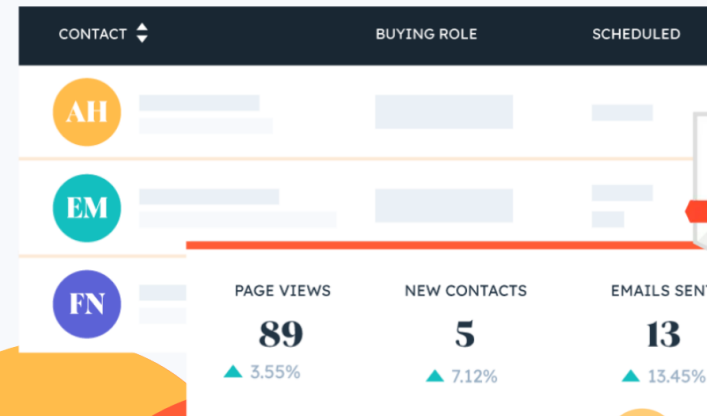 CONTACT BUYING ROLE SCHEDULED
AH
EM
FN
PAGE VIEWS NEW CONTACTS EMAILS SENT
89 5 13
3.55% 7.12% 13.45%